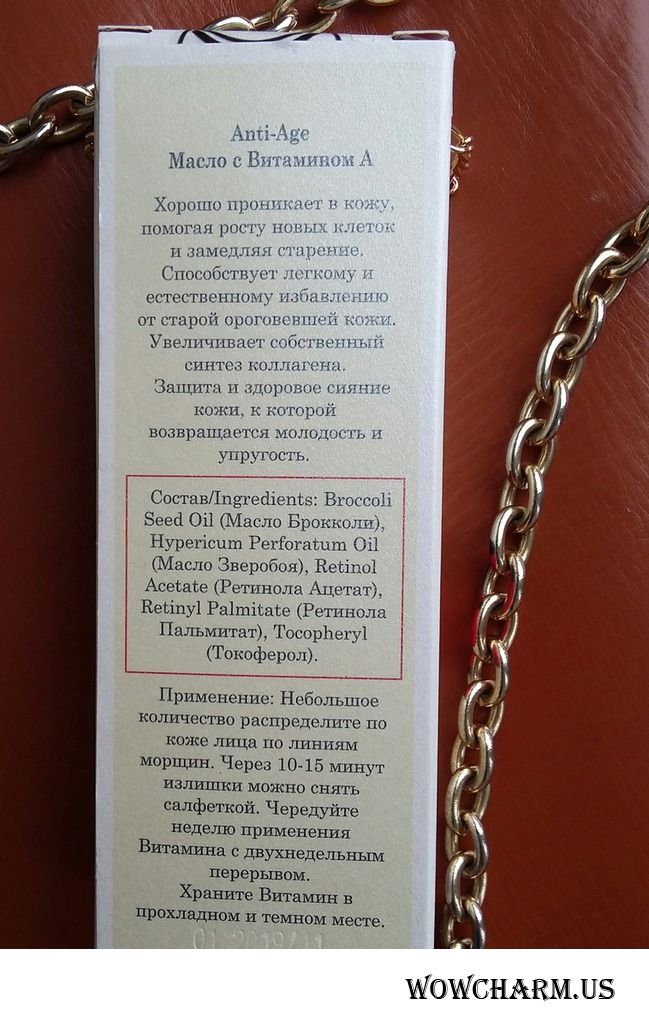 Anti-Age
Масло с Витамином А
Хорошо проникает в кожу,
помогая росту новых клеток
и замедляя старение.
Способствует легкому и
естественному избавлению
от старой ороговевшей кожи.
Увеличивает собственный
синтез коллагена.
Защита и здоровое сияние
кожи, к которой
возвращается молодость и
упругость.
Состав/Ingredients: Broccoli
Seed Oil (Масло Брокколи),
Hypericum Perforatum Oil
(Масло Зверобоя), Retinol
Acetate (Ретинола Ацетат),
Retinyl Palmitate (Ретинола
Пальмитат), Tocopheryl
(Токоферол).
Применение: Небольшое
количество распределите по
коже лица по линиям
морщин. Через 10-15 минут
излишки можно снять
салфеткой. Чередуйте
неделю применения
Витамина с двухнедельным
перерывом.
Храните Витамин в
прохладном и темном месте.
WOWCHARM.US